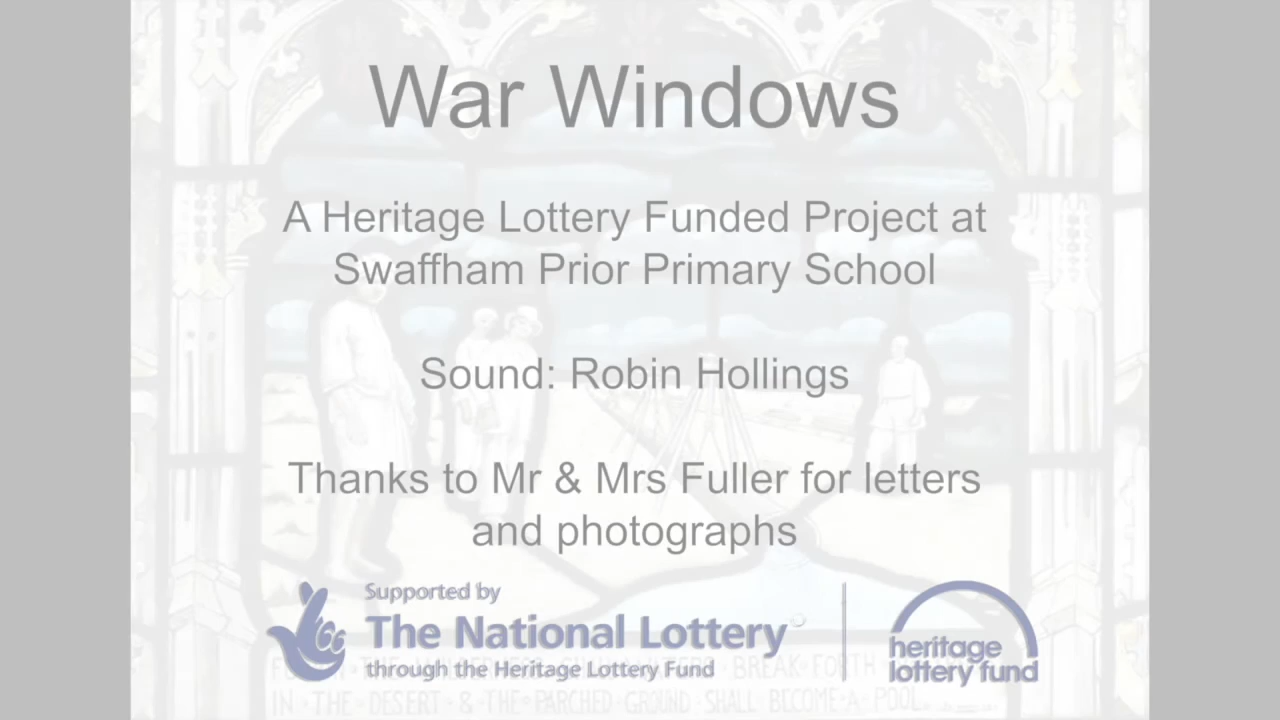 War Windows
A Heritage Lottery Funded Project at
Swaffham Prior Primary School
Sound: Robin Hollings
Thanks to Mr & Mrs Fuller for letters
and photographs
Supported by
The National Lottery®
through the Heritage Lottery Fund
heritage
lottery fund
BREAK · FORTH
IN · THE · DESERT · & · THE · PARCHED · GROUND · SHALL · BECOME · A · POOL